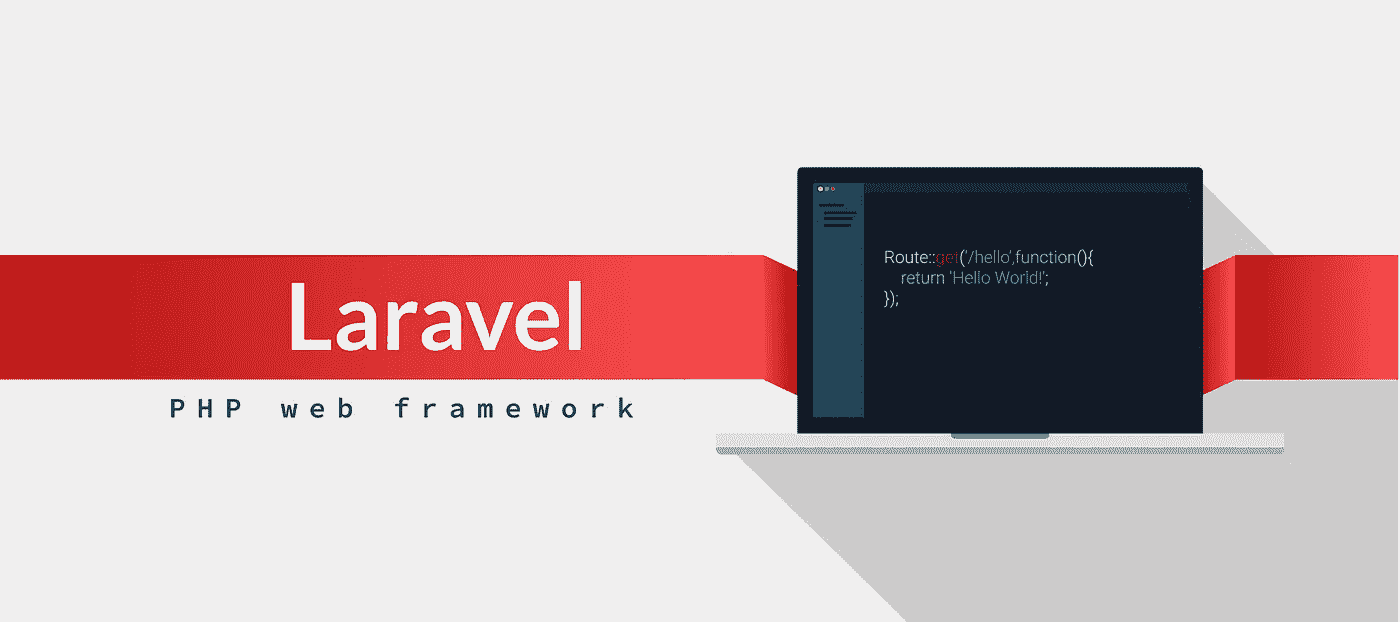 Laravel
PHP web framework
Route::get('/hello',function(){
return 'Hello World!';
});